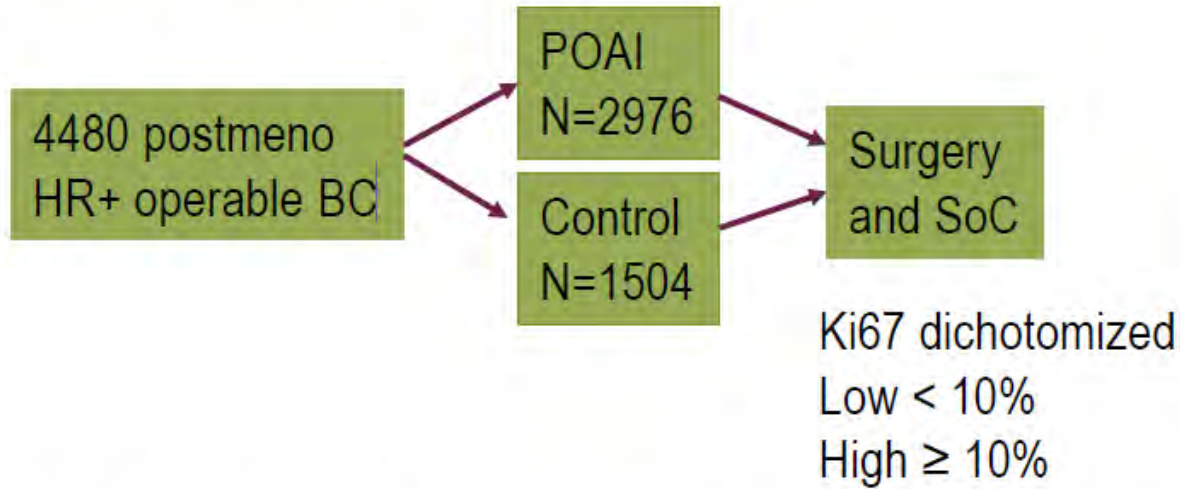 4480 postmeno
HR+ operable BC
POAI
N=2976
Control
N=1504
Surgery
and SoC
Ki67 dichotomized
Low < 10%
High ≥ 10%